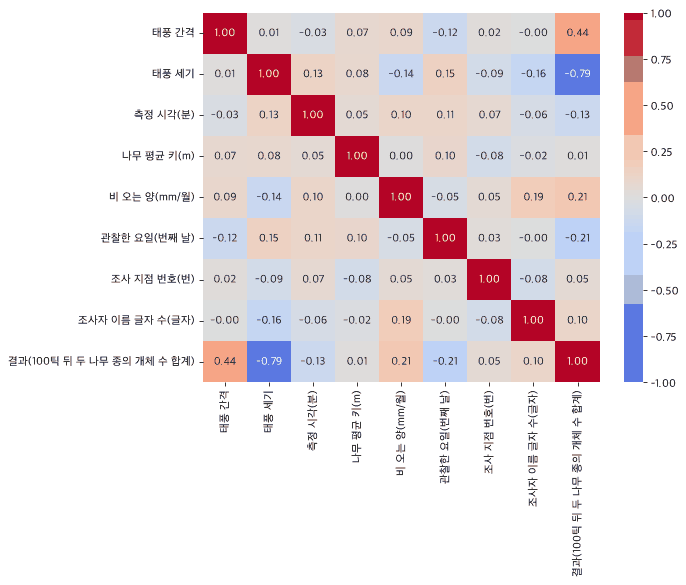 태풍 간격 1.00 0.01 -0.03 0.07 0.09 -0.12 0.02 -0.00 0.44
태풍 세기 0.01 1.00 0.13 0.08 -0.14 0.15 -0.09 -0.16 -0.79
측정 시각(분) -0.03 0.13 1.00 0.05 0.10 0.11 0.07 -0.06 -0.13
나무 평균 키(m) 0.07 0.08 0.05 1.00 0.00 0.10 -0.08 -0.02 0.01
비 오는 양(mm/월) 0.09 -0.14 0.10 0.00 1.00 -0.05 0.05 0.19 0.21
관찰한 요일(번째 날) -0.12 0.15 0.11 0.10 -0.05 1.00 0.03 -0.00 -0.21
조사 지점 번호(번) 0.02 -0.09 0.07 -0.08 0.05 0.03 1.00 -0.08 0.05
조사자 이름 글자 수(글자) -0.00 -0.16 -0.06 -0.02 0.19 -0.00 -0.08 1.00 0.10
결과(100틱 뒤 두 나무 종의 개체 수 합계) 0.44 -0.79 -0.13 0.01 0.21 -0.21 0.05 0.10 1.00
태풍 간격
태풍 세기
측정 시각(분)
나무 평균 키(m)
비 오는 양(mm/월)
관찰한 요일(번째 날)
조사 지점 번호(번)
조사자 이름 글자 수(글자)
결과(100틱 뒤 두 나무 종의 개체 수 합계)
1.00
0.75
0.50
0.25
0.00
-0.25
-0.50
-0.75
-1.00